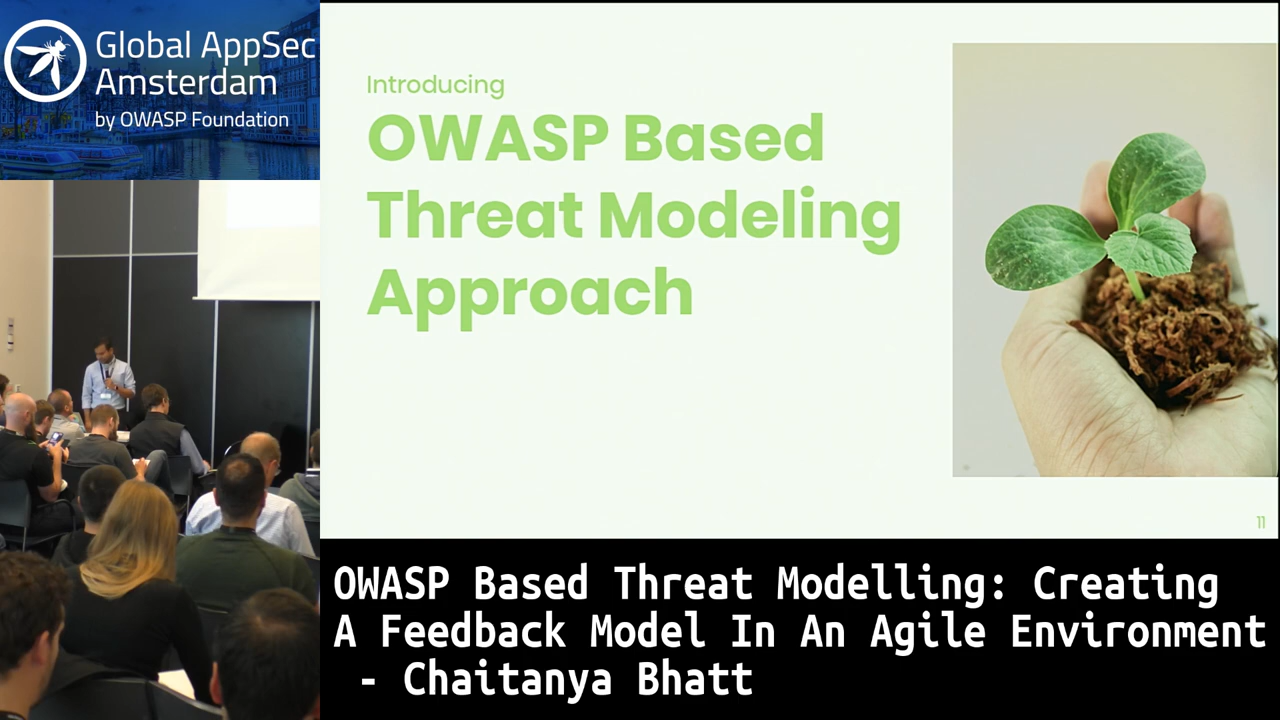 Global AppSec
Amsterdam
by OWASP Foundation
Introducing
OWASP Based
Threat Modeling
Approach
11
OWASP Based Threat Modelling: Creating
A Feedback Model In An Agile Environment
- Chaitanya Bhatt